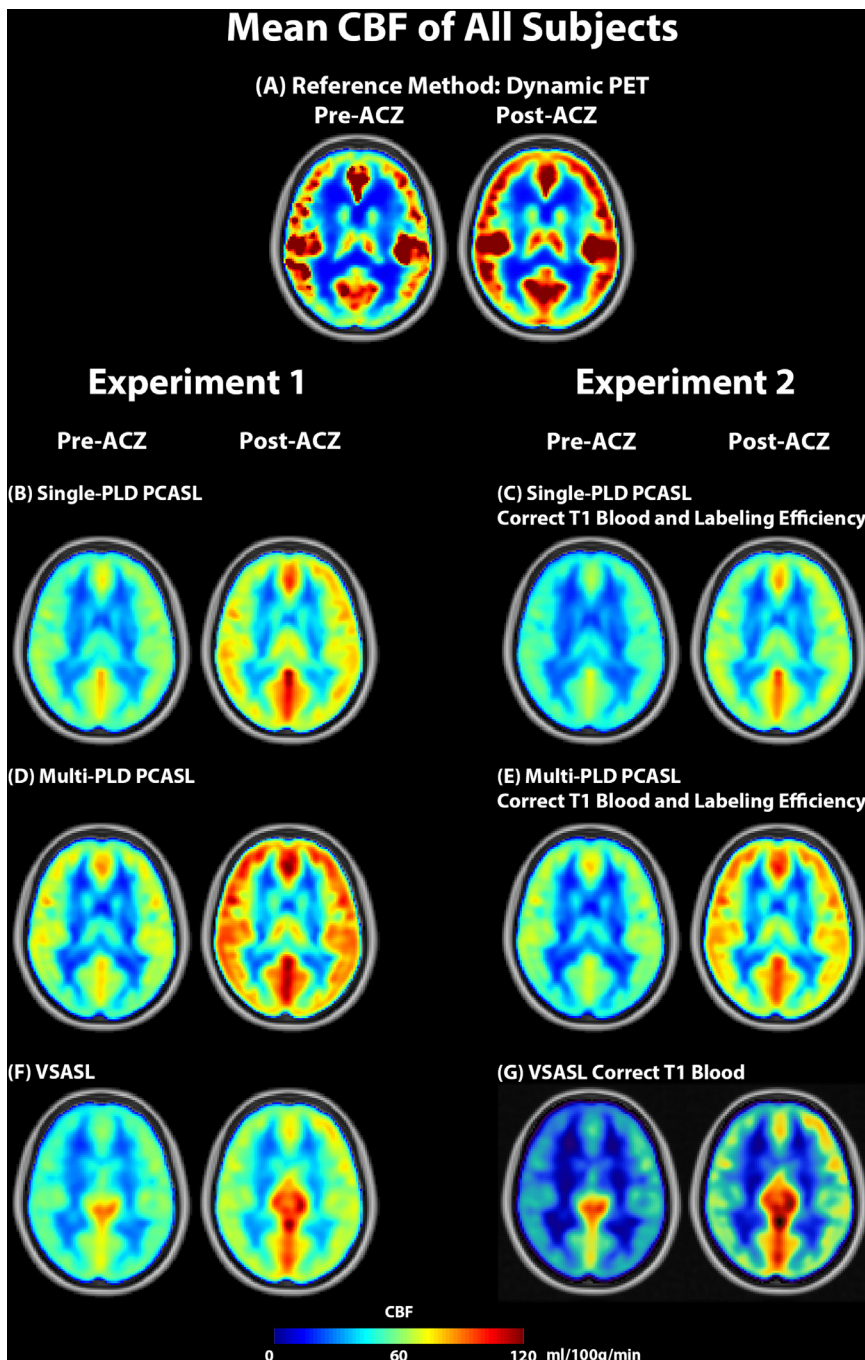 Mean CBF of All Subjects
(A) Reference Method: Dynamic PET
Pre-ACZ Post-ACZ
Experiment 1 Experiment 2
Pre-ACZ Post-ACZ Pre-ACZ Post-ACZ
(B) Single-PLD PCASL
(C) Single-PLD PCASL
Correct T1 Blood and Labeling Efficiency
(D) Multi-PLD PCASL
(E) Multi-PLD PCASL
Correct T1 Blood and Labeling Efficiency
(F) VSASL
(G) VSASL Correct T1 Blood
CBF
0 60 120 ml/100g/min